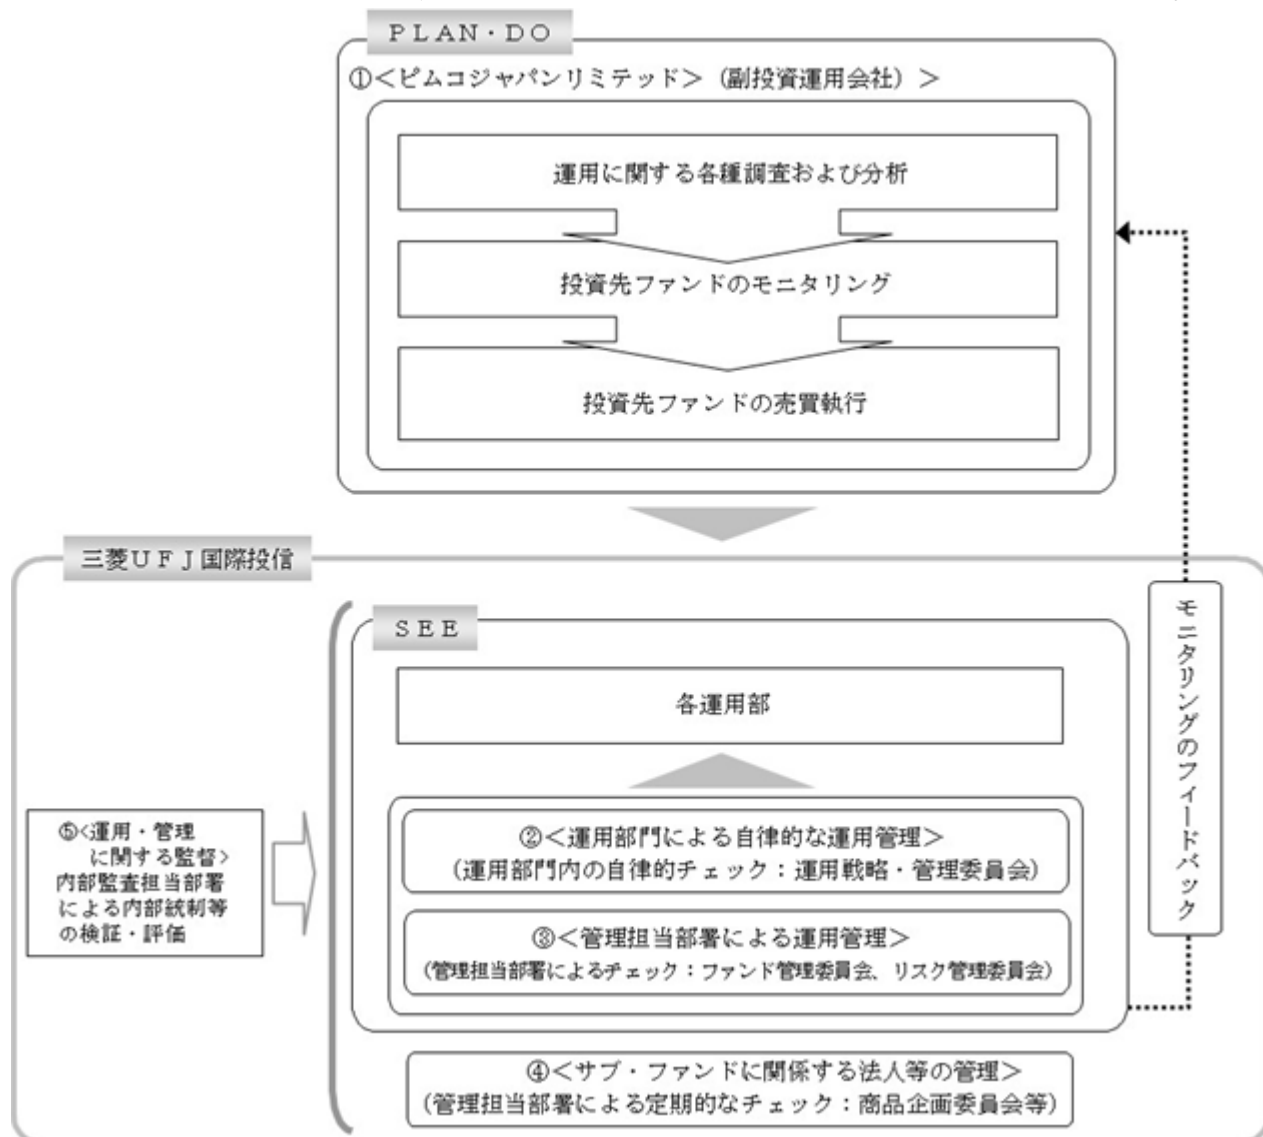 PLAN・DO
①<ピムコジャパンリミテッド>（副投資運用会社）>
運用に関する各種調査および分析
投資先ファンドのモニタリング
投資先ファンドの売買執行
三菱UFJ国際投信
SEE
各運用部
モニタリングのフィードバック
⑤<運用・管理
に関する監督>
内部監査担当部署
による内部統制等
の検証・評価
②<運用部門による自律的な運用管理>
(運用部門内の自律的チェック：運用戦略・管理委員会)
③<管理担当部署による運用管理>
(管理担当部署によるチェック：ファンド管理委員会、リスク管理委員会)
④<サブ・ファンドに関係する法人等の管理>
(管理担当部署による定期的なチェック：商品企画委員会等)